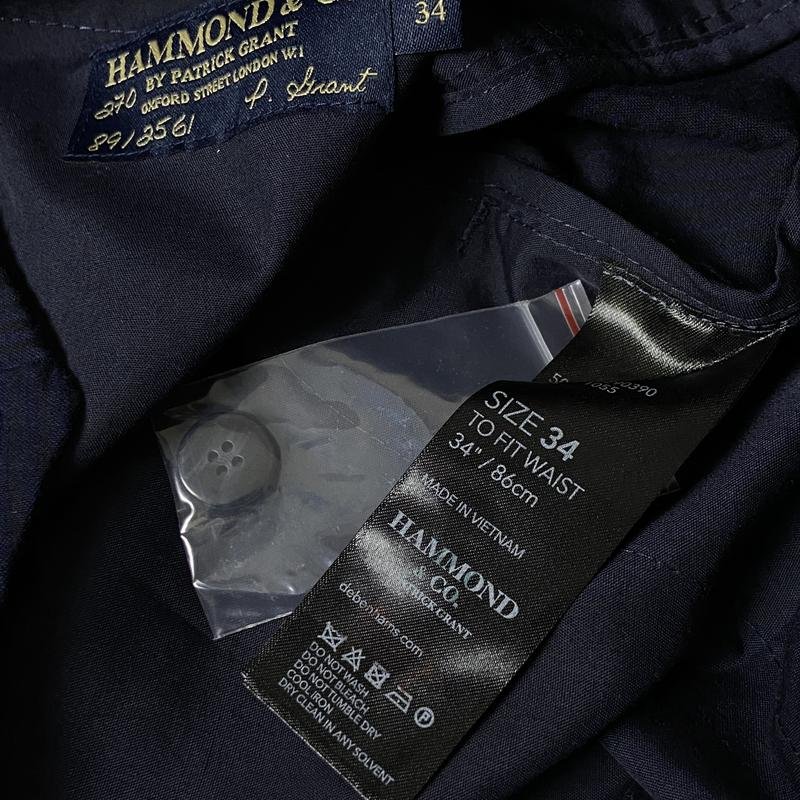 HAMMOND & C
34
BY PATRICK GRANT
270 OXFORD STREET LONDON W.1
P. Grant
89/2561
SIZE 34
TO FIT WAIST
34" / 86cm
MADE IN VIETNAM
HAMMOND
& CO.
PATRICK GRANT
debenhams.com
DO NOT WASH
DO NOT BLEACH
DO NOT TUMBLE DRY
COOL IRON
DRY CLEAN IN ANY SOLVENT
P